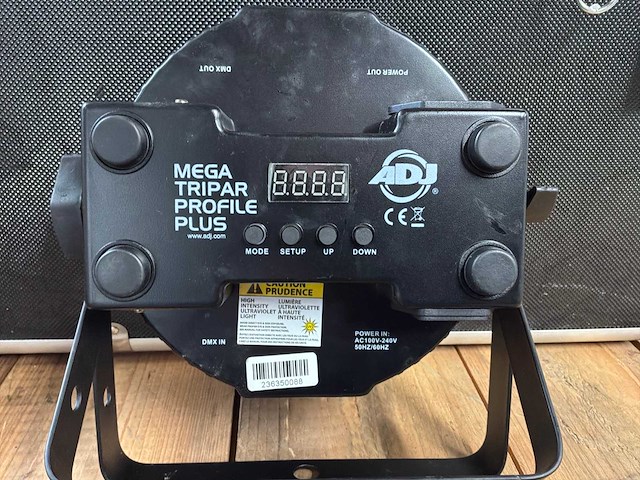 DMX OUT
POWER OUT
MEGA
TRIPAR
PROFILE
PLUS
www.adj.com
8.8.8.8
ADJ
CE
MODE SETUP UP DOWN
CAUTION
PRUDENCE
HIGH
INTENSITY
ULTRAVIOLET
LIGHT
LUMIÈRE
ULTRAVIOLETTE
À HAUTE
INTENSITÉ
DMX IN
POWER IN:
AC100V-240V
50HZ/60HZ
236350088